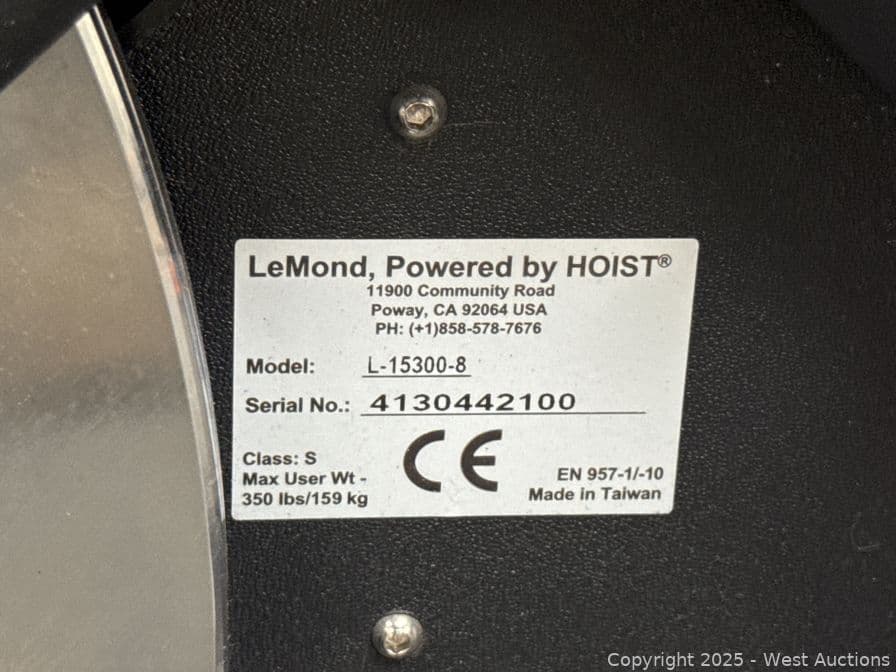 LeMond, Powered by HOIST®
11900 Community Road
Poway, CA 92064 USA
PH: (+1)858-578-7676
Model: L-15300-8
Serial No.: 4130442100
Class: S
Max User Wt -
350 lbs/159 kg
CE
EN 957-1/-10
Made in Taiwan
Copyright 2025 - West Auctions